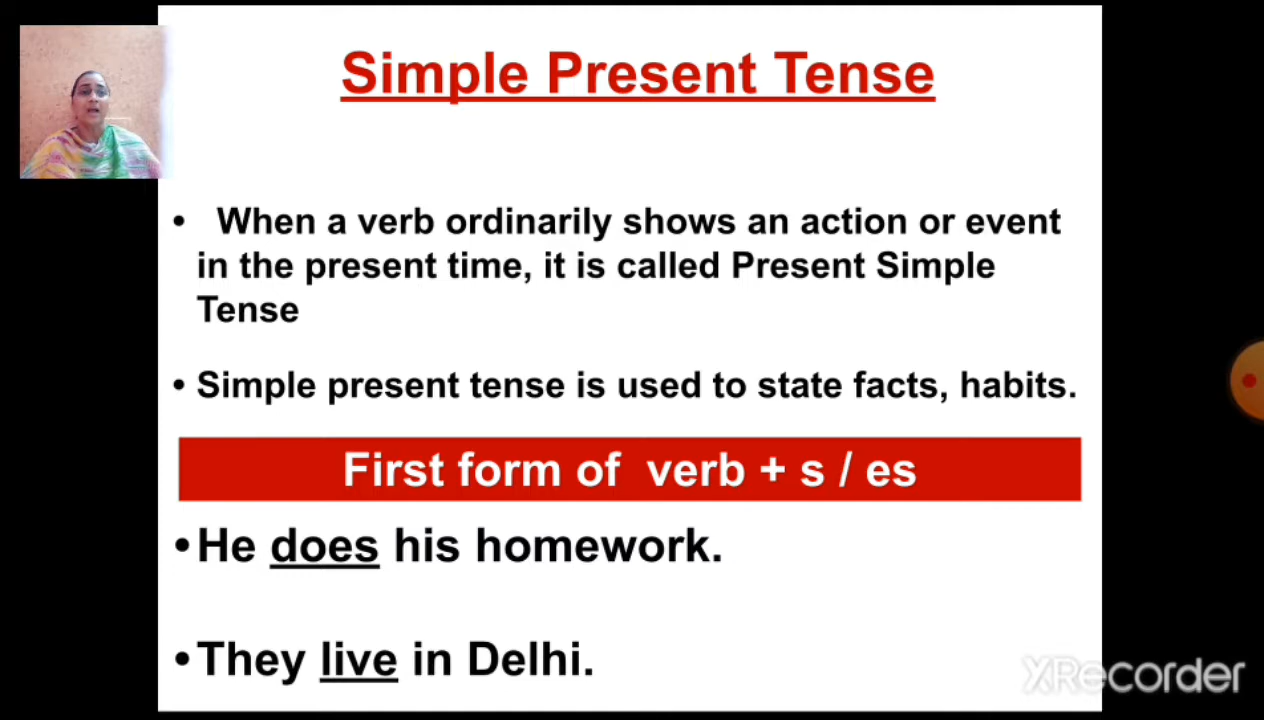 Simple Present Tense
• When a verb ordinarily shows an action or event
in the present time, it is called Present Simple
Tense
• Simple present tense is used to state facts, habits.
First form of verb + s / es
•He does his homework.
•They live in Delhi.
XRecorder